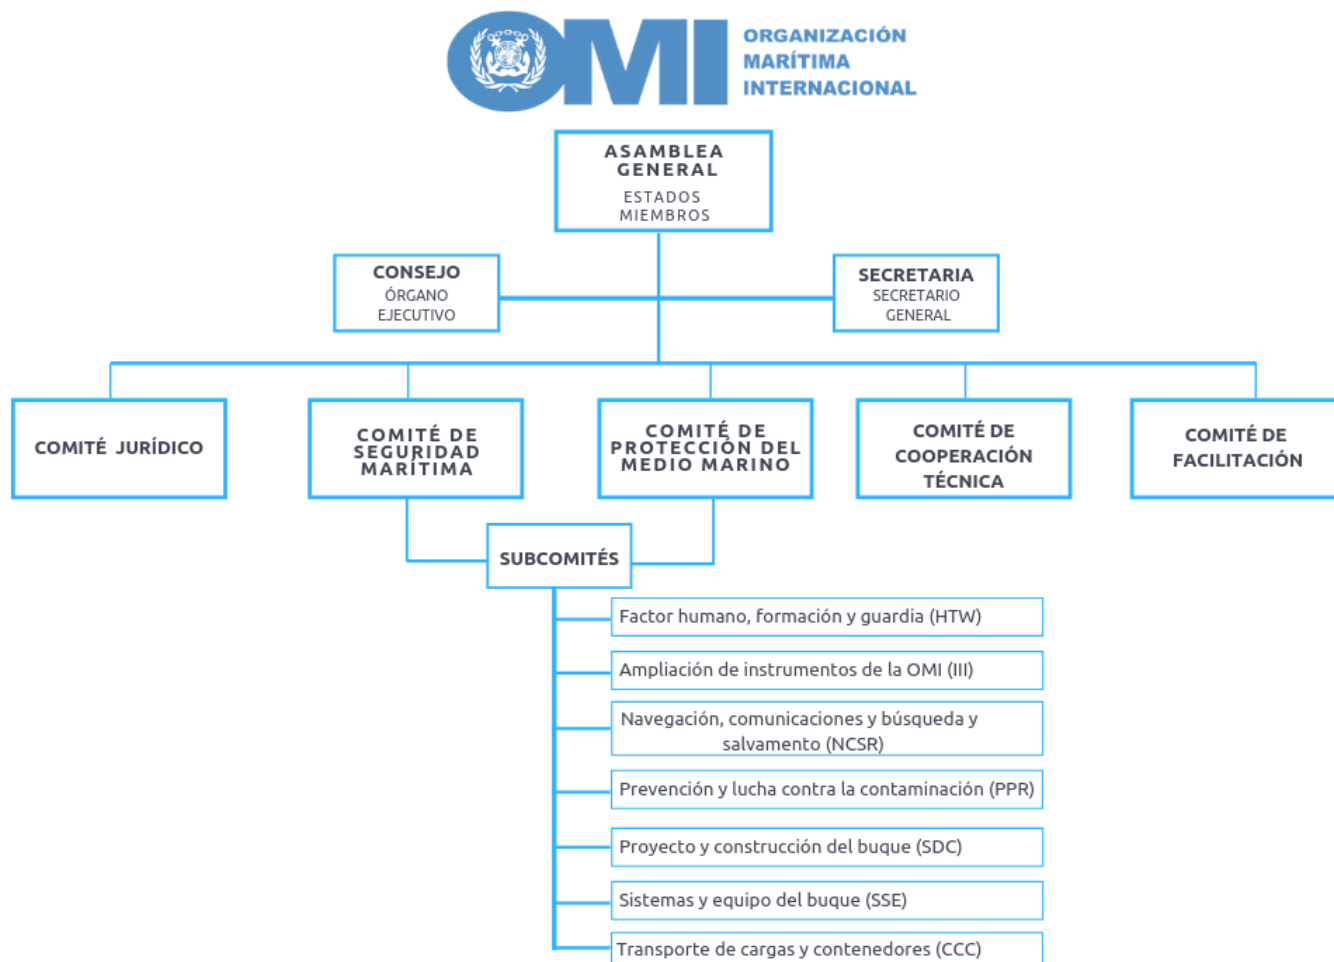 OMI
ORGANIZACIÓN
MARÍTIMA
INTERNACIONAL
ASAMBLEA
GENERAL
ESTADOS
MIEMBROS
CONSEJO
ÓRGANO
EJECUTIVO
SECRETARIA
SECRETARIO
GENERAL
COMITÉ JURÍDICO
COMITÉ DE
SEGURIDAD
MARÍTIMA
COMITÉ DE
PROTECCIÓN DEL
MEDIO MARINO
COMITÉ DE
COOPERACIÓN
TÉCNICA
COMITÉ DE
FACILITACIÓN
SUBCOMITÉS
Factor humano, formación y guardia (HTW)
Ampliación de instrumentos de la OMI (III)
Navegación, comunicaciones y búsqueda y
salvamento (NCSR)
Prevención y lucha contra la contaminación (PPR)
Proyecto y construcción del buque (SDC)
Sistemas y equipo del buque (SSE)
Transporte de cargas y contenedores (CCC)